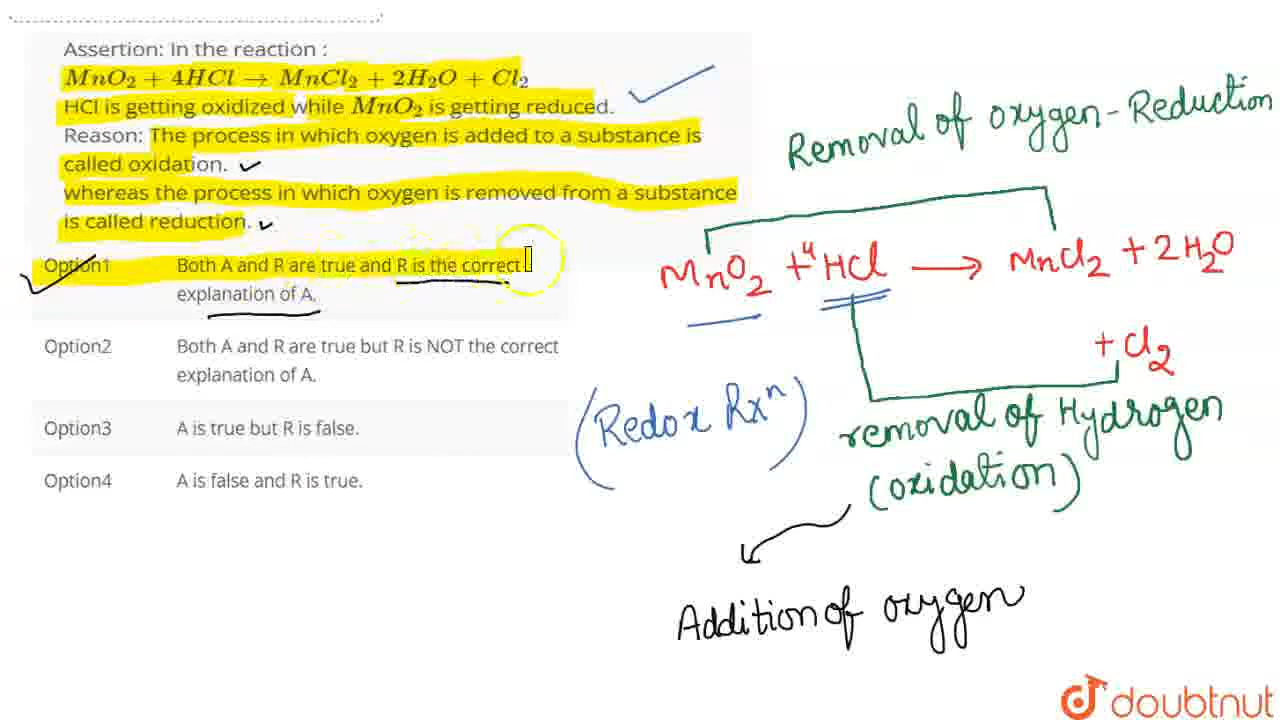 Assertion: In the reaction :
MnO₂ + 4HCl → MnCl₂ + 2H₂O + Cl₂
HCl is getting oxidized while MnO₂ is getting reduced.
Reason: The process in which oxygen is added to a substance is
called oxidation.
whereas the process in which oxygen is removed from a substance
is called reduction.
Option1 Both A and R are true and R is the correct
explanation of A.
Option2 Both A and R are true but R is NOT the correct
explanation of A.
Option3 A is true but R is false.
Option4 A is false and R is true.
Removal of oxygen - Reduction
MnO₂ + 4HCl → MnCl₂ + 2H₂O
+ Cl₂
(Redox Rxⁿ)
removal of Hydrogen
(oxidation)
Addition of oxygen
doubtnut